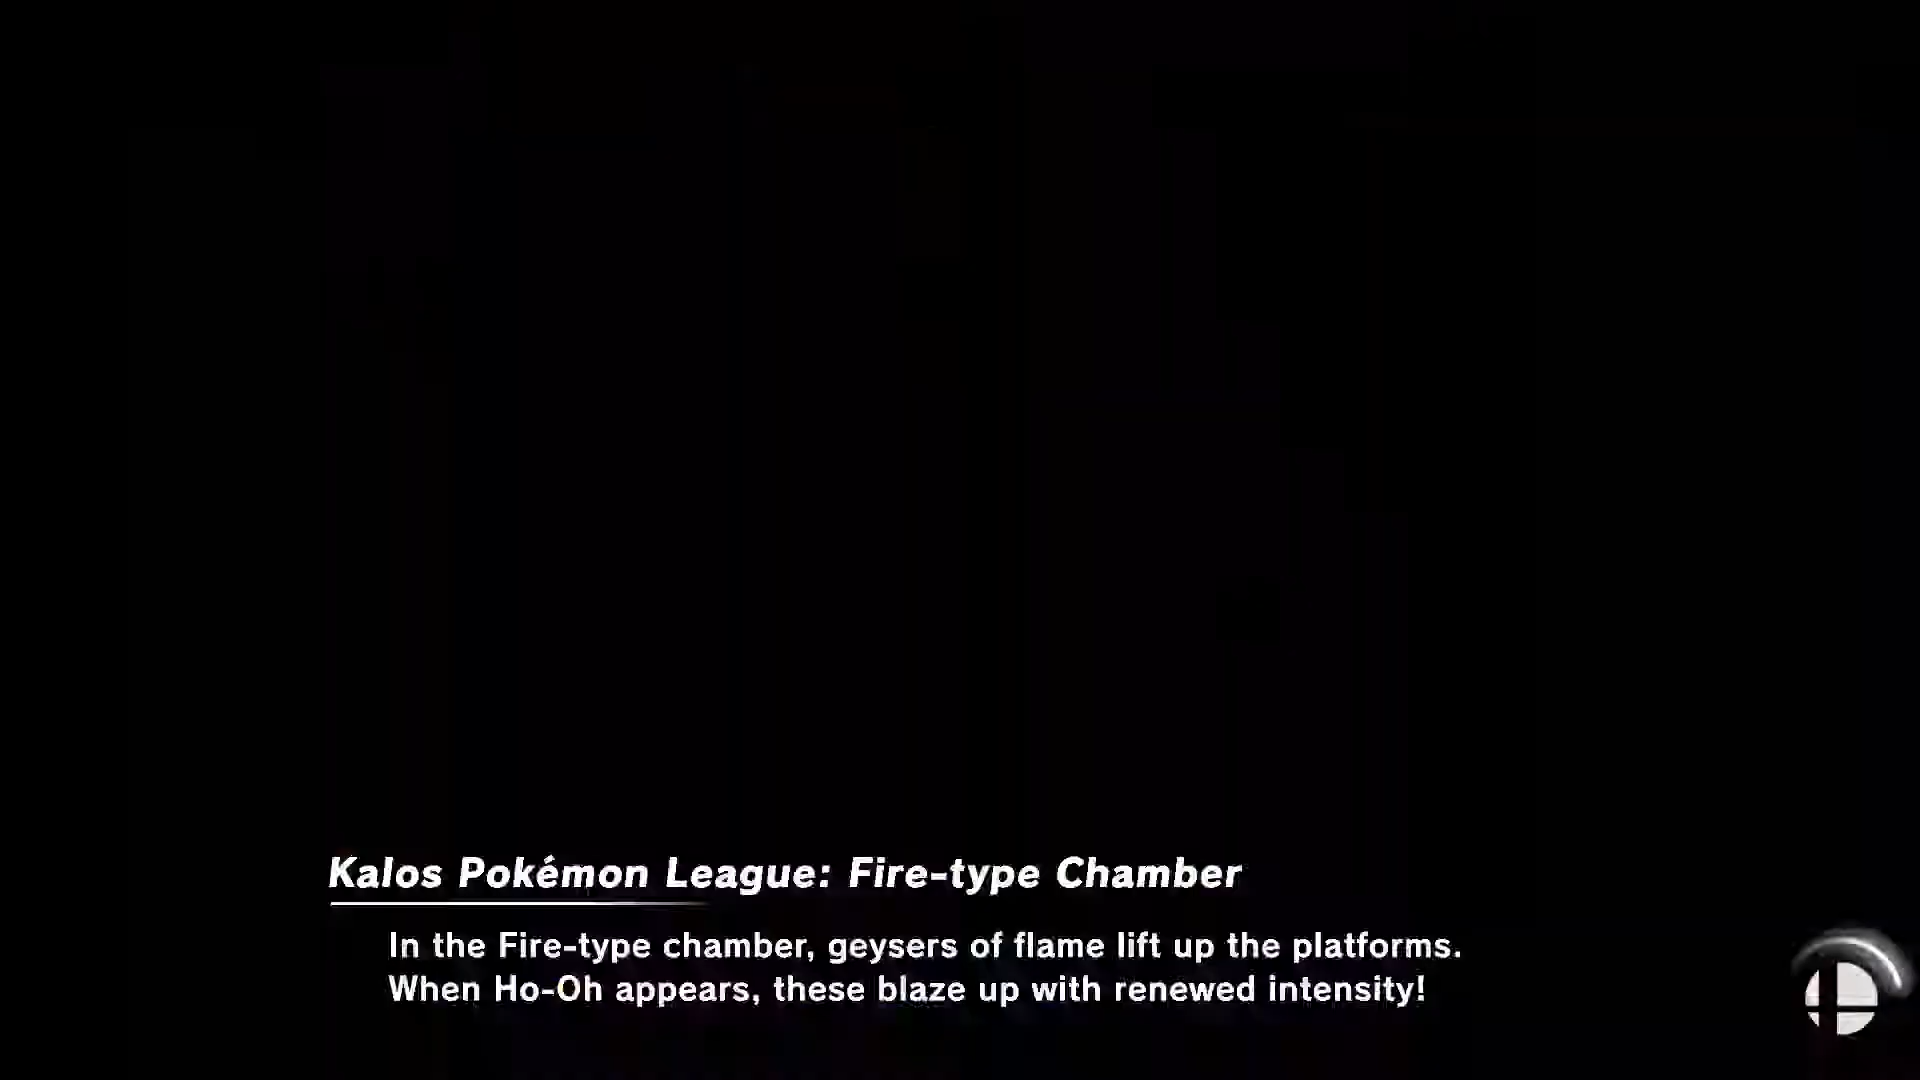 Kalos Pokémon League: Fire-type Chamber
In the Fire-type chamber, geysers of flame lift up the platforms.
When Ho-Oh appears, these blaze up with renewed intensity!